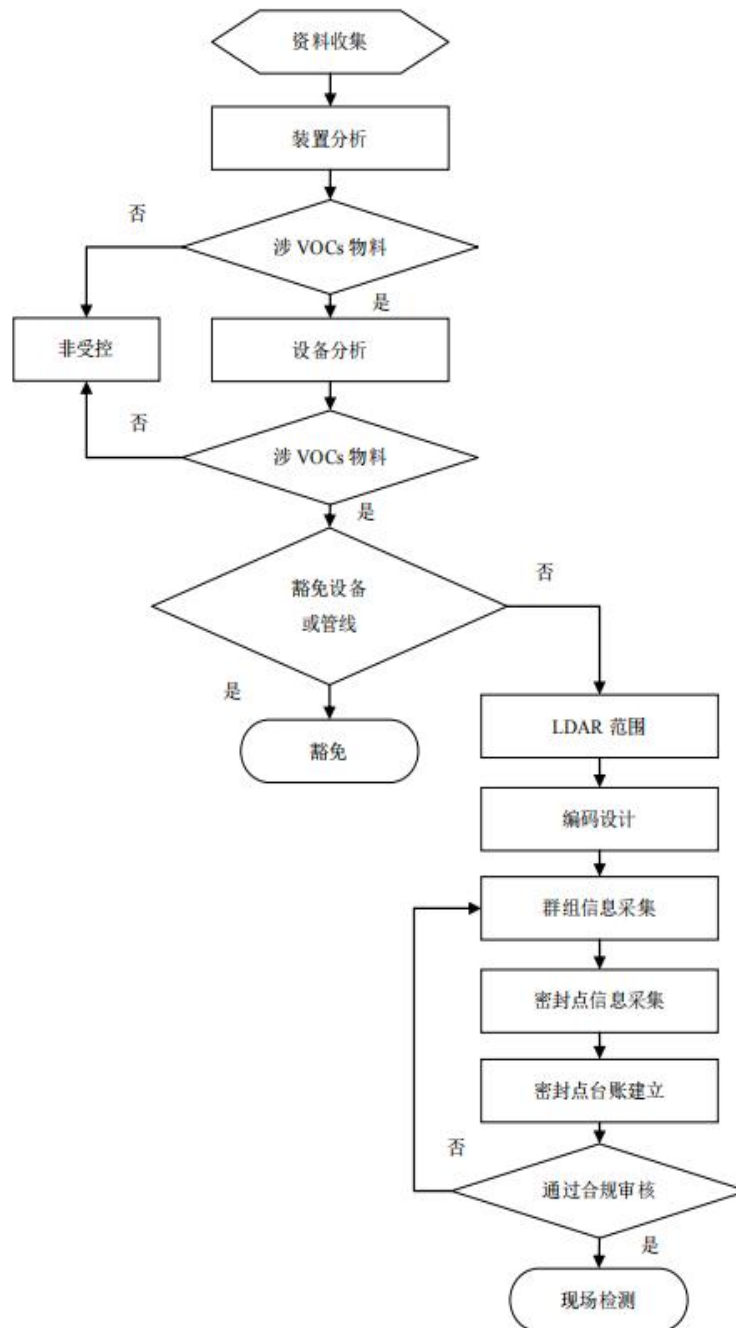 资料收集
装置分析
否
涉 VOCs 物料
是
非受控
设备分析
否
涉 VOCs 物料
是
豁免设备
或管线
否
是
豁免
LDAR 范围
编码设计
群组信息采集
密封点信息采集
密封点台账建立
否
通过合规审核
是
现场检测